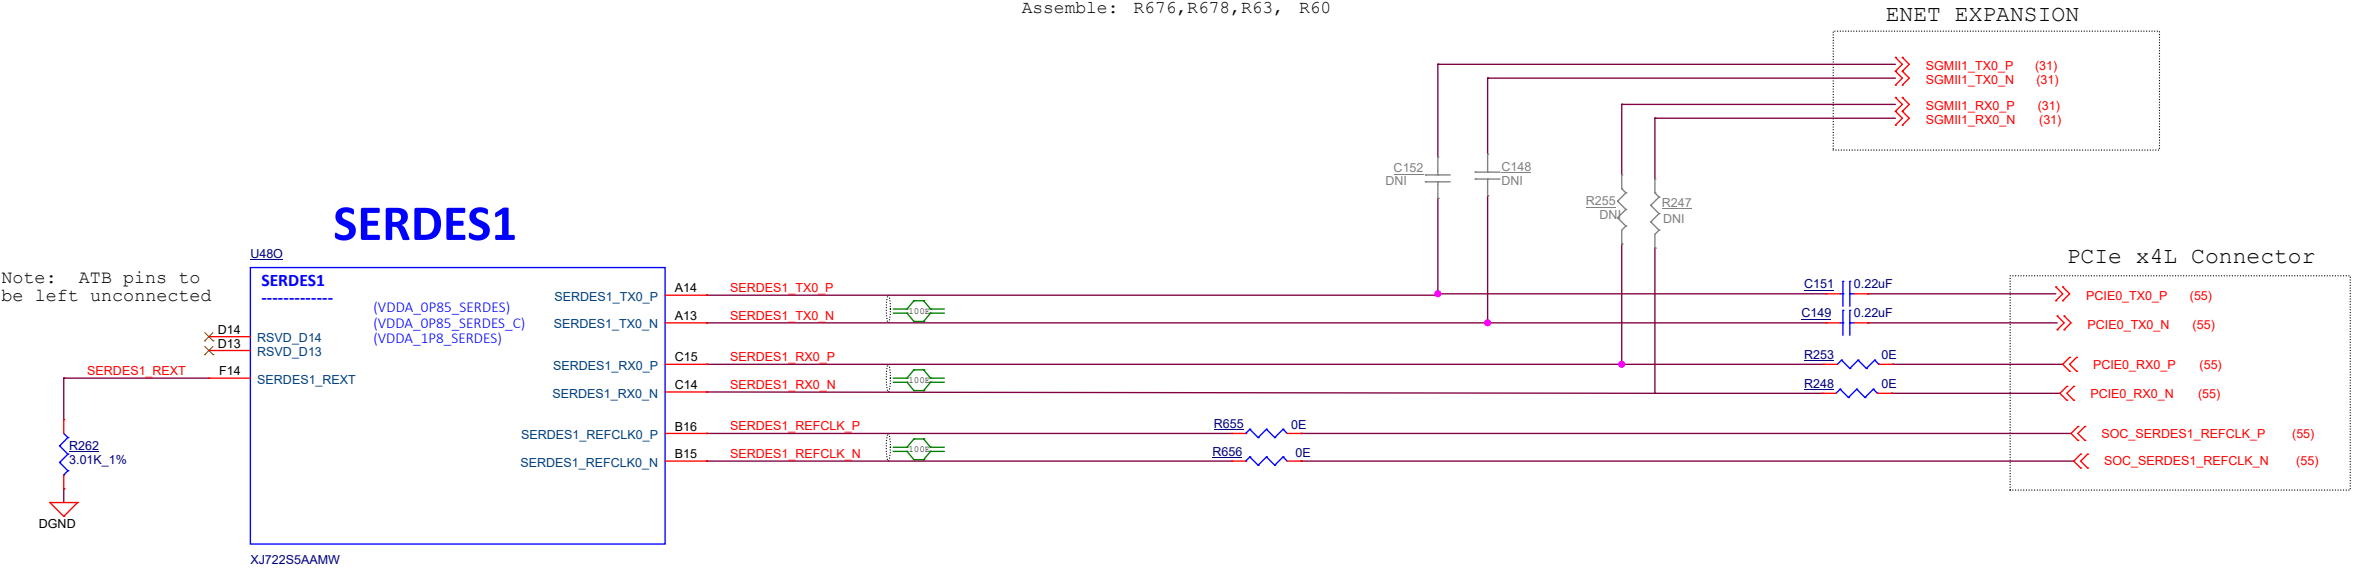 Assemble: R676,R678,R63, R60
ENET EXPANSION
SGMII1_TX0_P (31)
SGMII1_TX0_N (31)
SGMII1_RX0_P (31)
SGMII1_RX0_N (31)
C152
DNI
C148
DNI
R255
DNI
R247
DNI
SERDES1
U48O
Note: ATB pins to
be left unconnected
SERDES1
-------------
(VDDA_0P85_SERDES)
(VDDA_0P85_SERDES_C)
(VDDA_1P8_SERDES)
D14
RSVD_D14
D13
RSVD_D13
SERDES1_REXT
F14
SERDES1_REXT
R262
3.01K_1%
DGND
XJ722S5AAMW
SERDES1_TX0_P
A14
SERDES1_TX0_P
SERDES1_TX0_N
A13
SERDES1_TX0_N
100E
SERDES1_RX0_P
C15
SERDES1_RX0_P
SERDES1_RX0_N
C14
SERDES1_RX0_N
100E
SERDES1_REFCLK0_P
B16
SERDES1_REFCLK_P
SERDES1_REFCLK0_N
B15
SERDES1_REFCLK_N
100E
R655
0E
R656
0E
PCIe x4L Connector
C151
0.22uF
PCIE0_TX0_P (55)
C149
0.22uF
PCIE0_TX0_N (55)
R253
0E
PCIE0_RX0_P (55)
R248
0E
PCIE0_RX0_N (55)
SOC_SERDES1_REFCLK_P (55)
SOC_SERDES1_REFCLK_N (55)